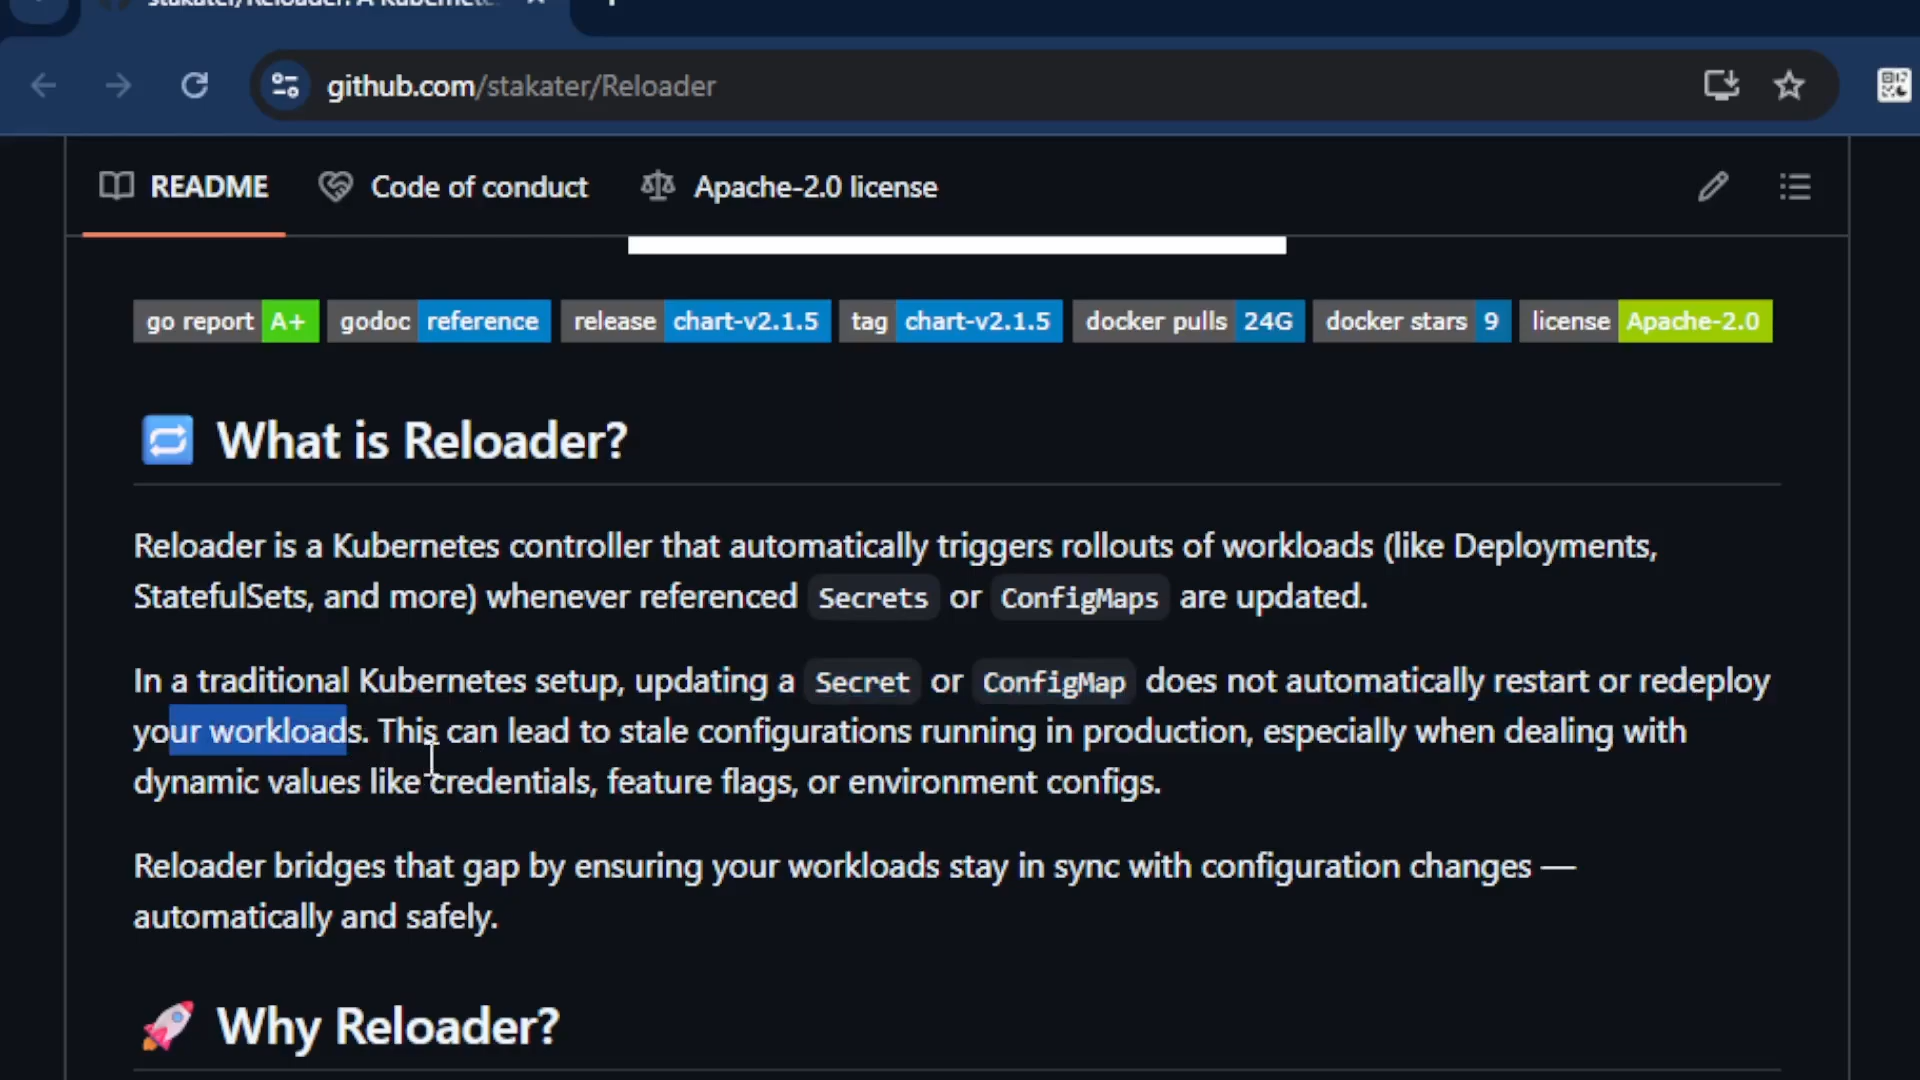 stakater/Reloader: A Kubernete
github.com/stakater/Reloader
README Code of conduct Apache-2.0 license
go report A+ godoc reference release chart-v2.1.5 tag chart-v2.1.5 docker pulls 24G docker stars 9 license Apache-2.0
What is Reloader?
Reloader is a Kubernetes controller that automatically triggers rollouts of workloads (like Deployments,
StatefulSets, and more) whenever referenced Secrets or ConfigMaps are updated.
In a traditional Kubernetes setup, updating a Secret or ConfigMap does not automatically restart or redeploy
your workloads. This can lead to stale configurations running in production, especially when dealing with
dynamic values like credentials, feature flags, or environment configs.
Reloader bridges that gap by ensuring your workloads stay in sync with configuration changes —
automatically and safely.
Why Reloader?